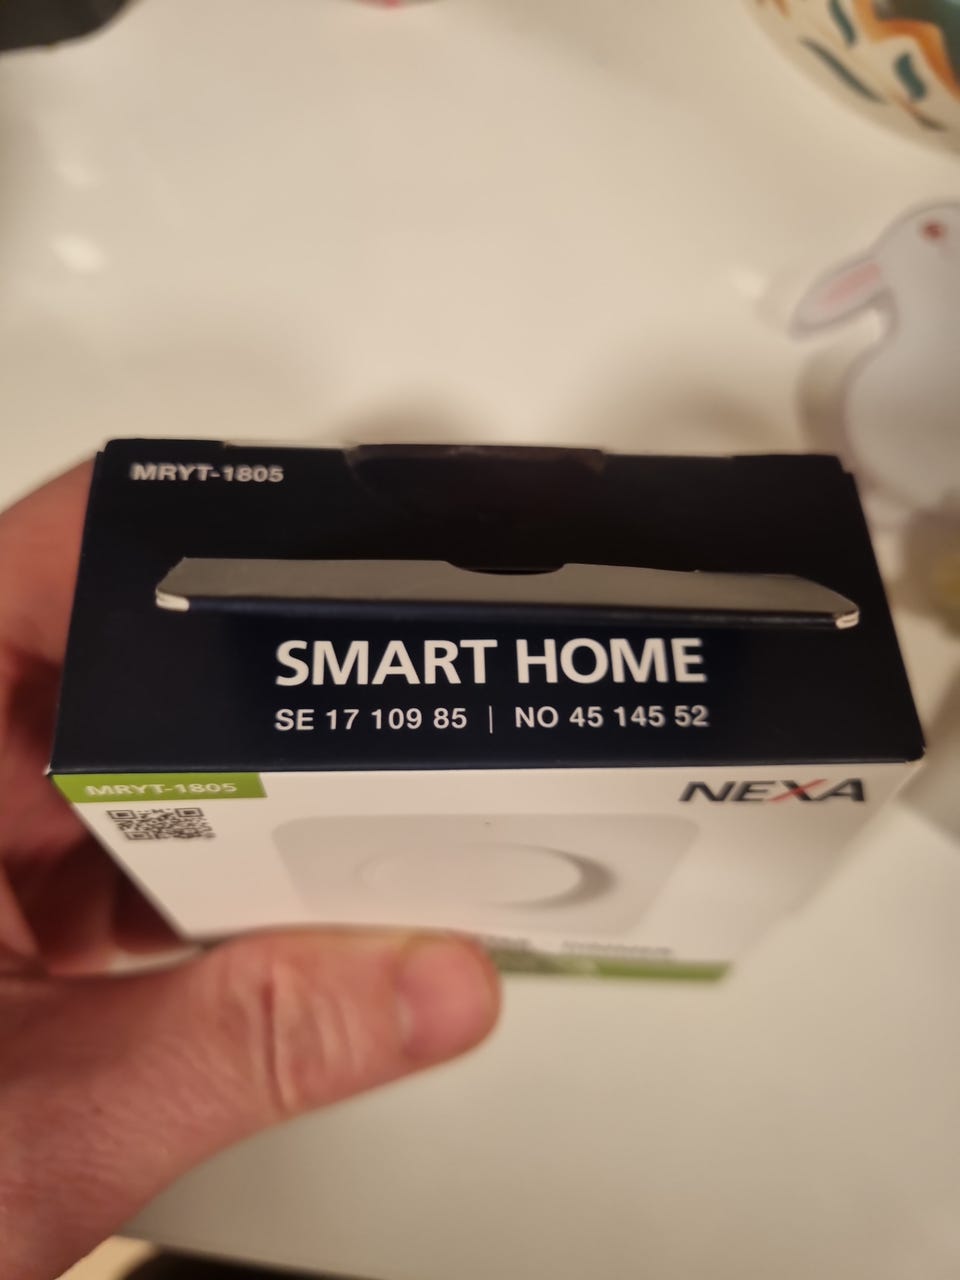 MRYT-1805
SMART HOME
SE 17 109 85 | NO 45 145 52
MRYT-1805
NEXA